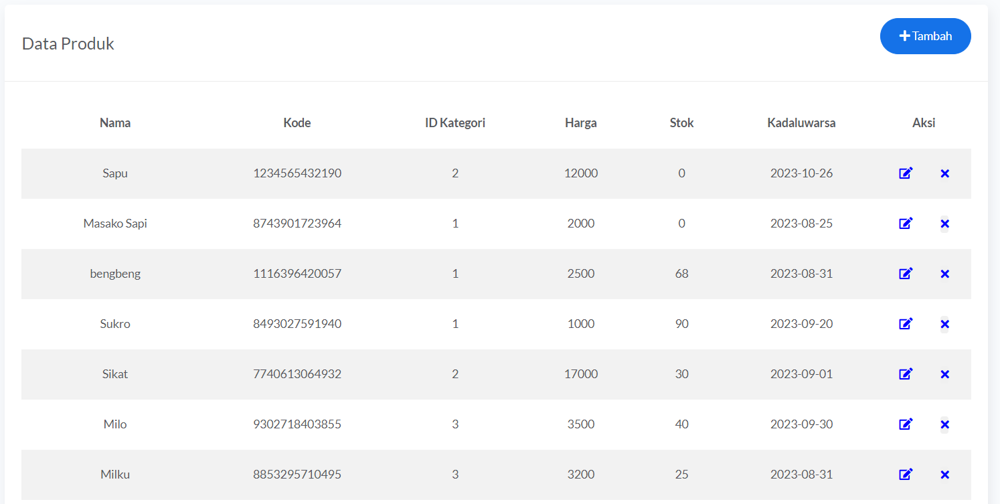 Data Produk
Tambah
Nama Kode ID Kategori Harga Stok Kadaluwarsa Aksi
Sapu 1234565432190 2 12000 0 2023-10-26
Masako Sapi 8743901723964 1 2000 0 2023-08-25
bengbeng 1116396420057 1 2500 68 2023-08-31
Sukro 8493027591940 1 1000 90 2023-09-20
Sikat 7740613064932 2 17000 30 2023-09-01
Milo 9302718403855 3 3500 40 2023-09-30
Milku 8853295710495 3 3200 25 2023-08-31